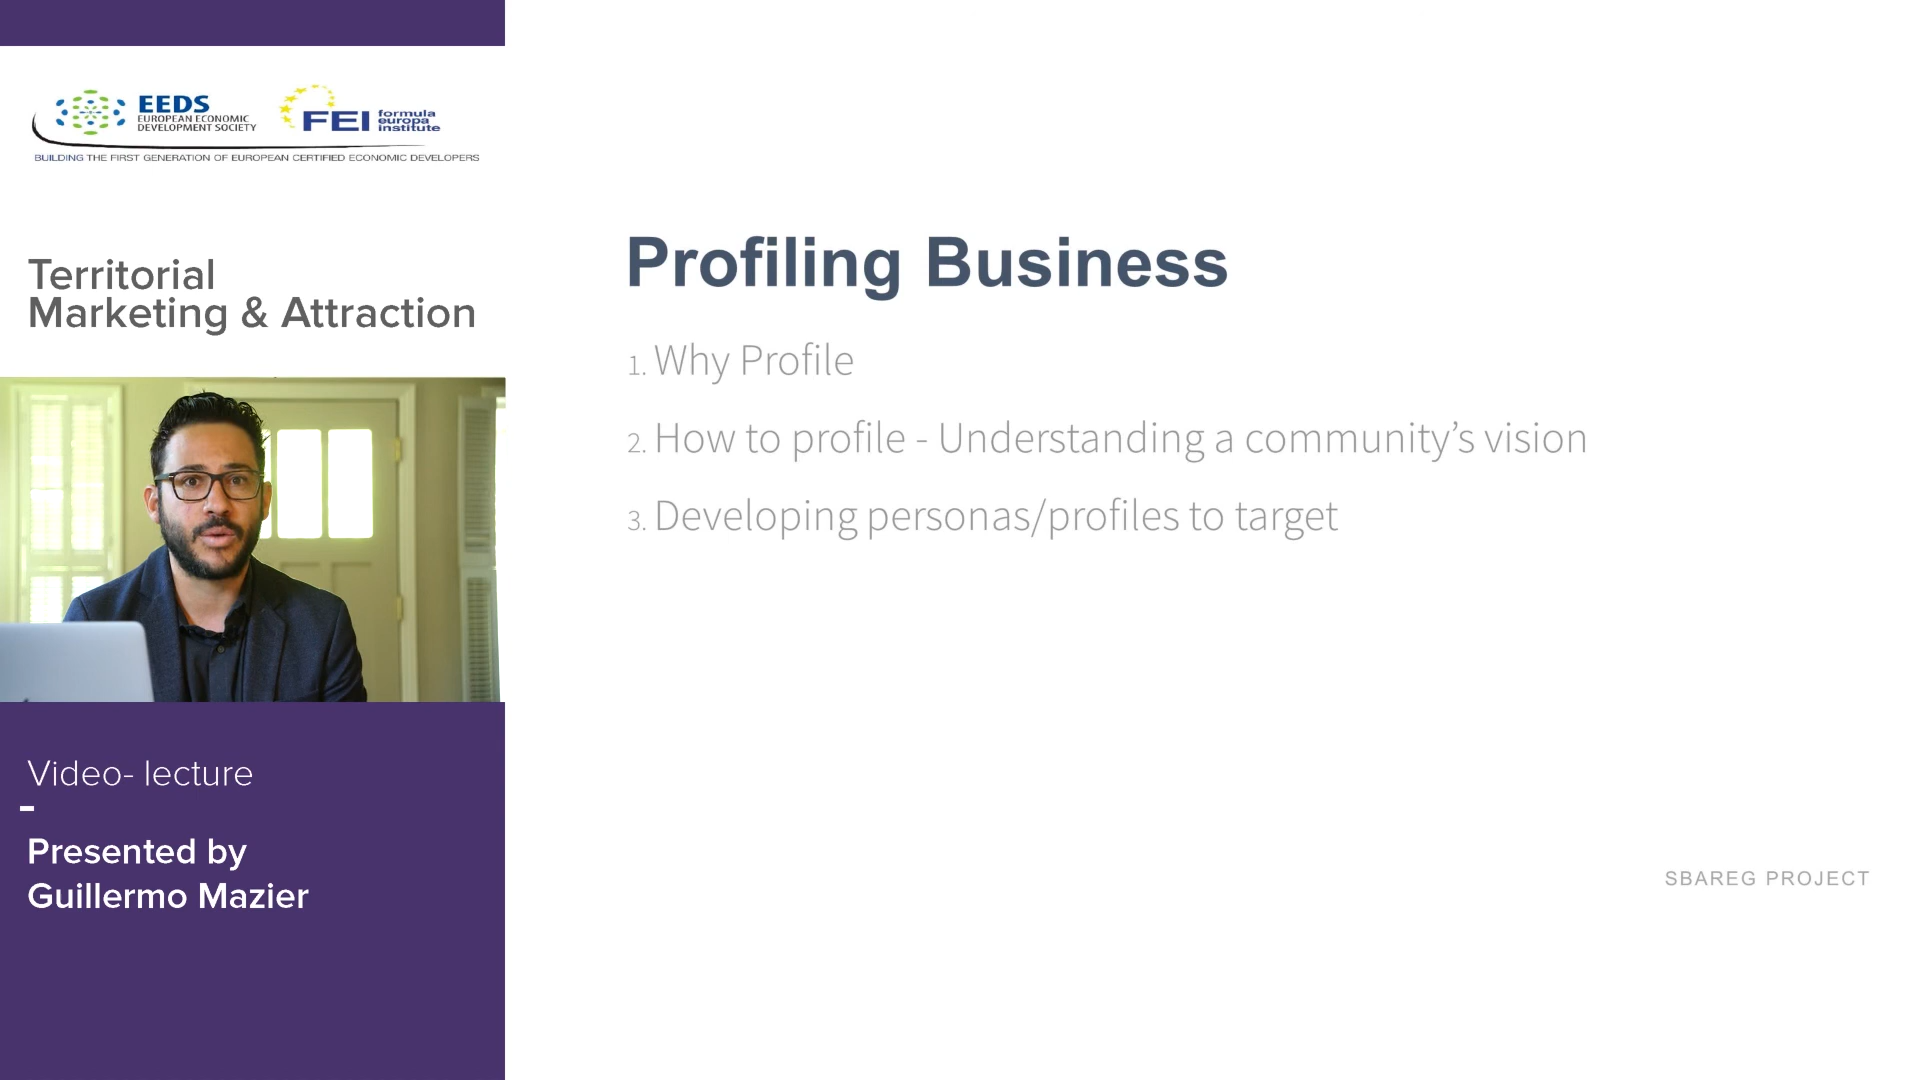 EEDS
EUROPEAN ECONOMIC
DEVELOPMENT SOCIETY
FEI
formula
europa
institute
BUILDING THE FIRST GENERATION OF EUROPEAN CERTIFIED ECONOMIC DEVELOPERS
Territorial
Marketing & Attraction
Video- lecture
-
Presented by
Guillermo Mazier
Profiling Business
1. Why Profile
2. How to profile - Understanding a community’s vision
3. Developing personas/profiles to target
SBAREG PROJECT